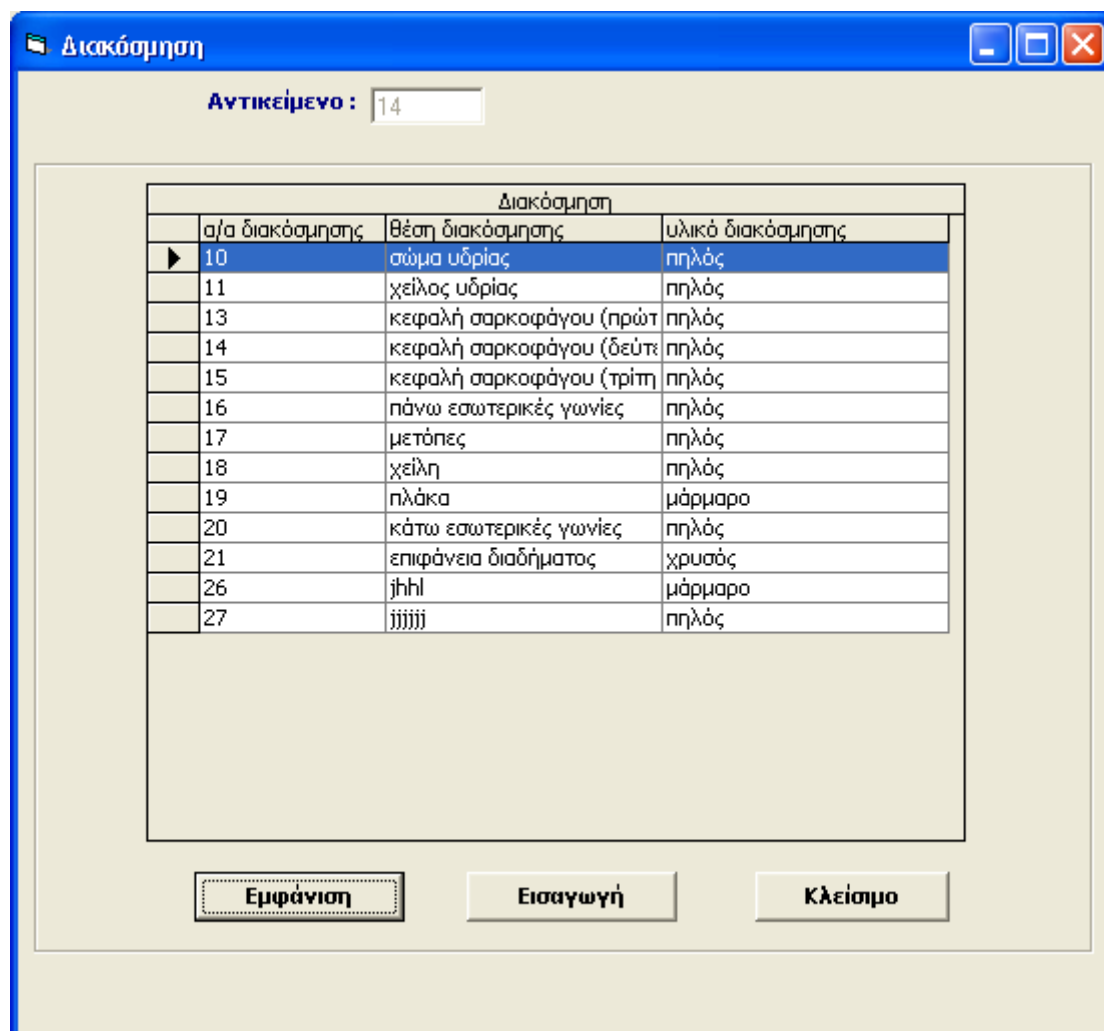 Διακόσμηση
Αντικείμενο : 14
Διακόσμηση
α/α διακόσμησης θέση διακόσμησης υλικό διακόσμησης
10 σώμα υδρίας πηλός
11 χείλος υδρίας πηλός
13 κεφαλή σαρκοφάγου (πρώτ πηλός
14 κεφαλή σαρκοφάγου (δεύτε πηλός
15 κεφαλή σαρκοφάγου (τρίτη πηλός
16 πάνω εσωτερικές γωνίες πηλός
17 μετόπες πηλός
18 χείλη πηλός
19 πλάκα μάρμαρο
20 κάτω εσωτερικές γωνίες πηλός
21 επιφάνεια διαδήματος χρυσός
26 jhhl μάρμαρο
27 jjjjjj πηλός
Εμφάνιση Εισαγωγή Κλείσιμο